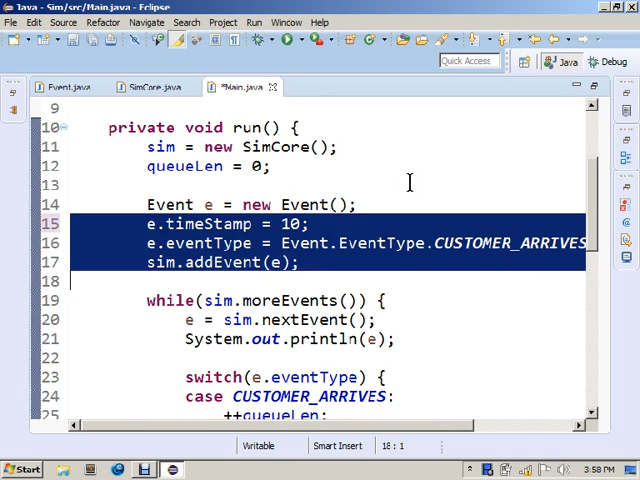 Java - Sim/src/Main.java - Eclipse
File Edit Source Refactor Navigate Search Project Run Window Help
Quick Access Java Debug
Event.java SimCore.java *Main.java
9
10 private void run() {
11 sim = new SimCore();
12 queueLen = 0;
13
14 Event e = new Event();
15 e.timeStamp = 10;
16 e.eventType = Event.EventType.CUSTOMER_ARRIVES
17 sim.addEvent(e);
18
19 while(sim.moreEvents()) {
20 e = sim.nextEvent();
21 System.out.println(e);
22
23 switch(e.eventType) {
24 case CUSTOMER_ARRIVES:
25 ++queueLen;
Writable Smart Insert 18 : 1
Start 3:58 PM